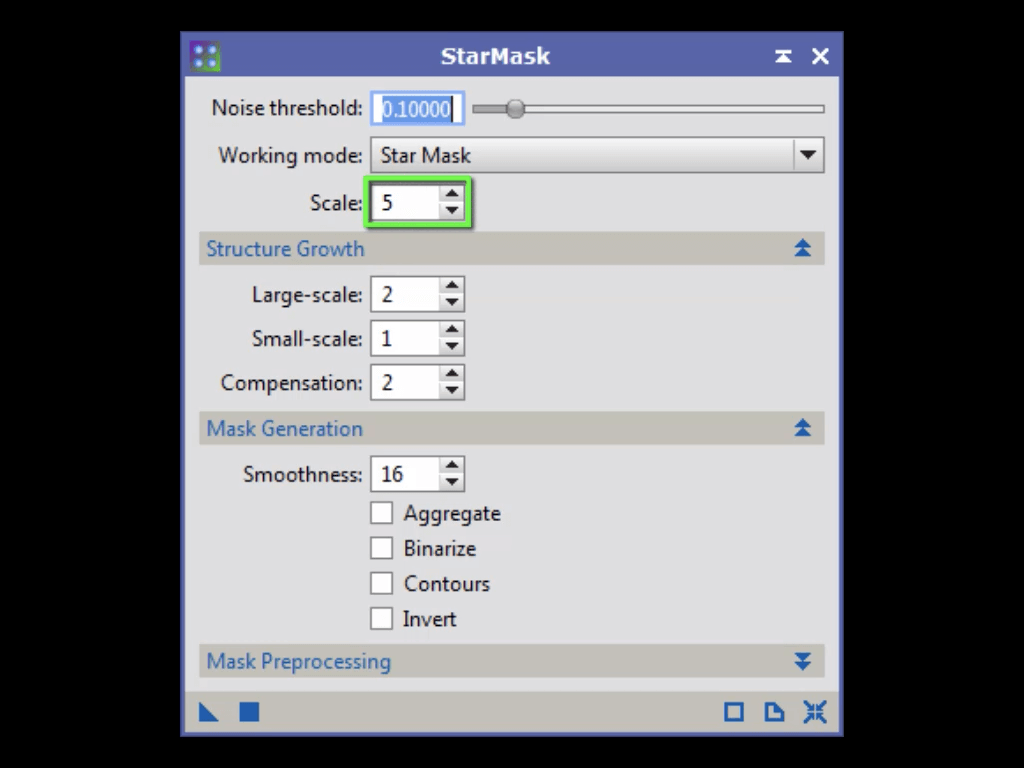 StarMask
Noise threshold: 0.10000
Working mode: Star Mask
Scale: 5
Structure Growth
Large-scale: 2
Small-scale: 1
Compensation: 2
Mask Generation
Smoothness: 16
Aggregate
Binarize
Contours
Invert
Mask Preprocessing